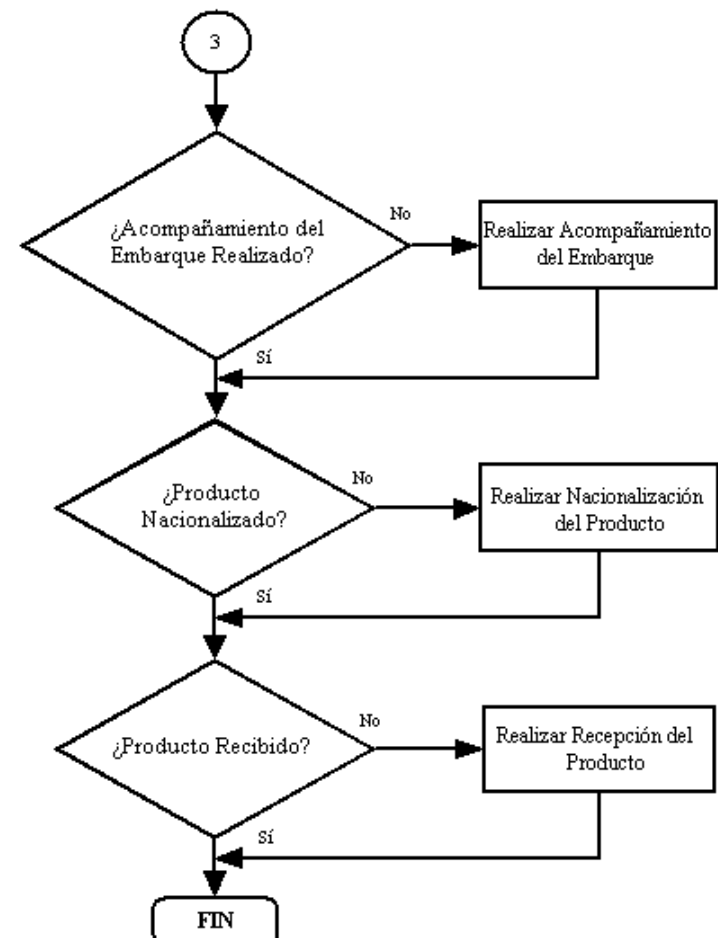 3
¿Acompañamiento del
Embarque Realizado?
No
Realizar Acompañamiento
del Embarque
Sí
¿Producto
Nacionalizado?
No
Realizar Nacionalización
del Producto
Sí
¿Producto Recibido?
No
Realizar Recepción del
Producto
Sí
FIN